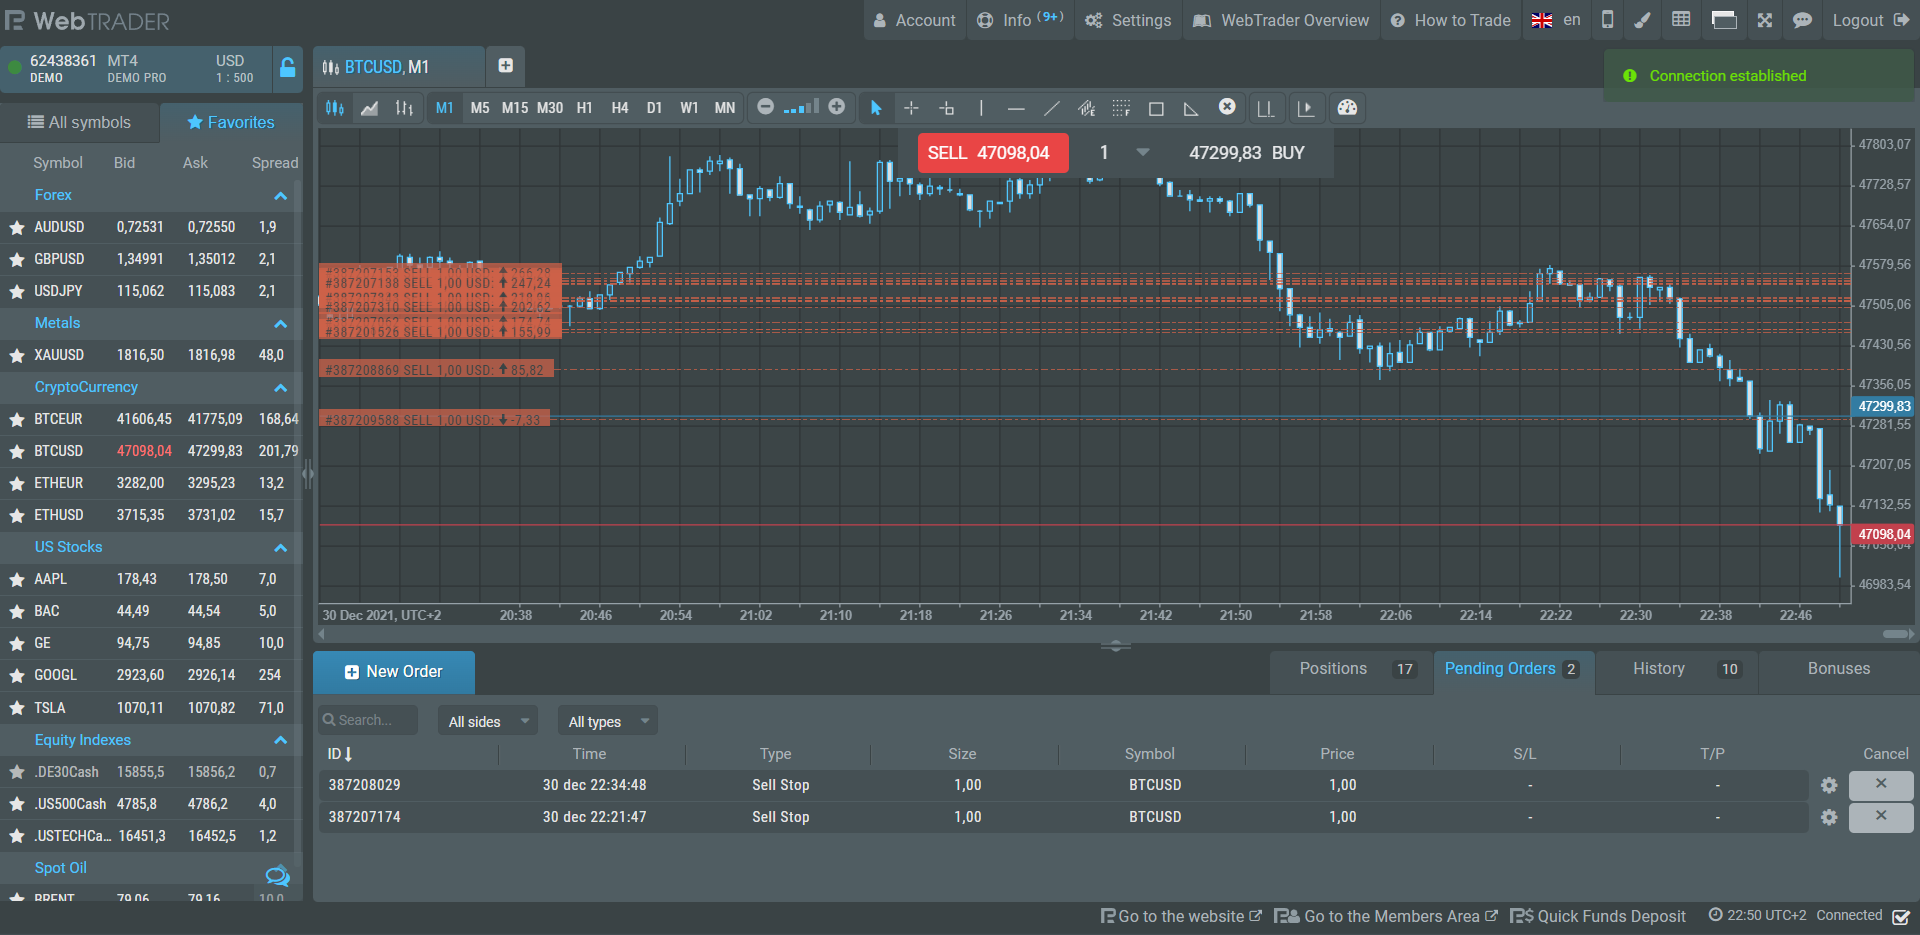 WebTRADER
Account
Info (9+)
Settings
WebTrader Overview
How to Trade
en
Logout
62438361 MT4 USD
DEMO DEMO PRO 1 : 500
BTCUSD, M1
Connection established
M1 M5 M15 M30 H1 H4 D1 W1 MN
All symbols Favorites
Symbol Bid Ask Spread
Forex
AUDUSD 0,72531 0,72550 1,9
GBPUSD 1,34991 1,35012 2,1
USDJPY 115,062 115,083 2,1
Metals
XAUUSD 1816,50 1816,98 48,0
CryptoCurrency
BTCEUR 41606,45 41775,09 168,64
BTCUSD 47098,04 47299,83 201,79
ETHEUR 3282,00 3295,23 13,2
ETHUSD 3715,35 3731,02 15,7
US Stocks
AAPL 178,43 178,50 7,0
BAC 44,49 44,54 5,0
GE 94,75 94,85 10,0
GOOGL 2923,60 2926,14 254
TSLA 1070,11 1070,82 71,0
Equity Indexes
.DE30Cash 15855,5 15856,2 0,7
.US500Cash 4785,8 4786,2 4,0
.USTECHCa... 16451,3 16452,5 1,2
Spot Oil
BRENT 79,06 79,16 10,0
SELL 47098,04 1 47299,83 BUY
#387207138 SELL 1,00 USD: 247,24
#387207310 SELL 1,00 USD: 202,62
#387201526 SELL 1,00 USD: 155,99
#387208869 SELL 1,00 USD: 85,82
#387209588 SELL 1,00 USD: -7,33
47803,07
47728,57
47654,07
47579,56
47505,06
47430,56
47356,05
47299,83
47281,55
47207,05
47132,55
47098,04
46983,54
30 Dec 2021, UTC+2 20:38 20:46 20:54 21:02 21:10 21:18 21:26 21:34 21:42 21:50 21:58 22:06 22:14 22:22 22:30 22:38 22:46
New Order
Positions 17 Pending Orders 2 History 10 Bonuses
Search... All sides All types
ID Time Type Size Symbol Price S/L T/P Cancel
387208029 30 dec 22:34:48 Sell Stop 1,00 BTCUSD 1,00 - -
387207174 30 dec 22:21:47 Sell Stop 1,00 BTCUSD 1,00 - -
Go to the website Go to the Members Area Quick Funds Deposit 22:50 UTC+2 Connected